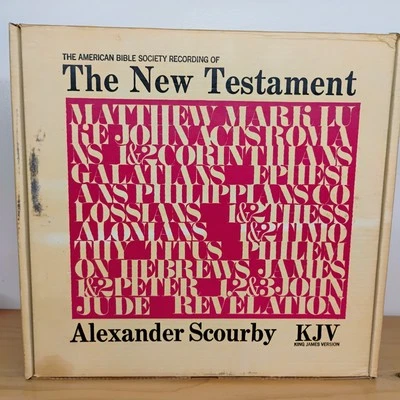 THE AMERICAN BIBLE SOCIETY RECORDING OF
The New Testament
MATTHEW MARK LU
KE JOHN ACTS ROMA
NS 1&2 CORINTHIANS
GALATIANS EPHESI
ANS PHILIPPIANS CO
LOSSIANS 1&2 THESS
ALONIANS 1&2 TIMO
THY TITUS PHILEM
ON HEBREWS JAMES
1&2 PETER 1 2&3 JOHN
JUDE REVELATION
Alexander Scourby KJV
KING JAMES VERSION